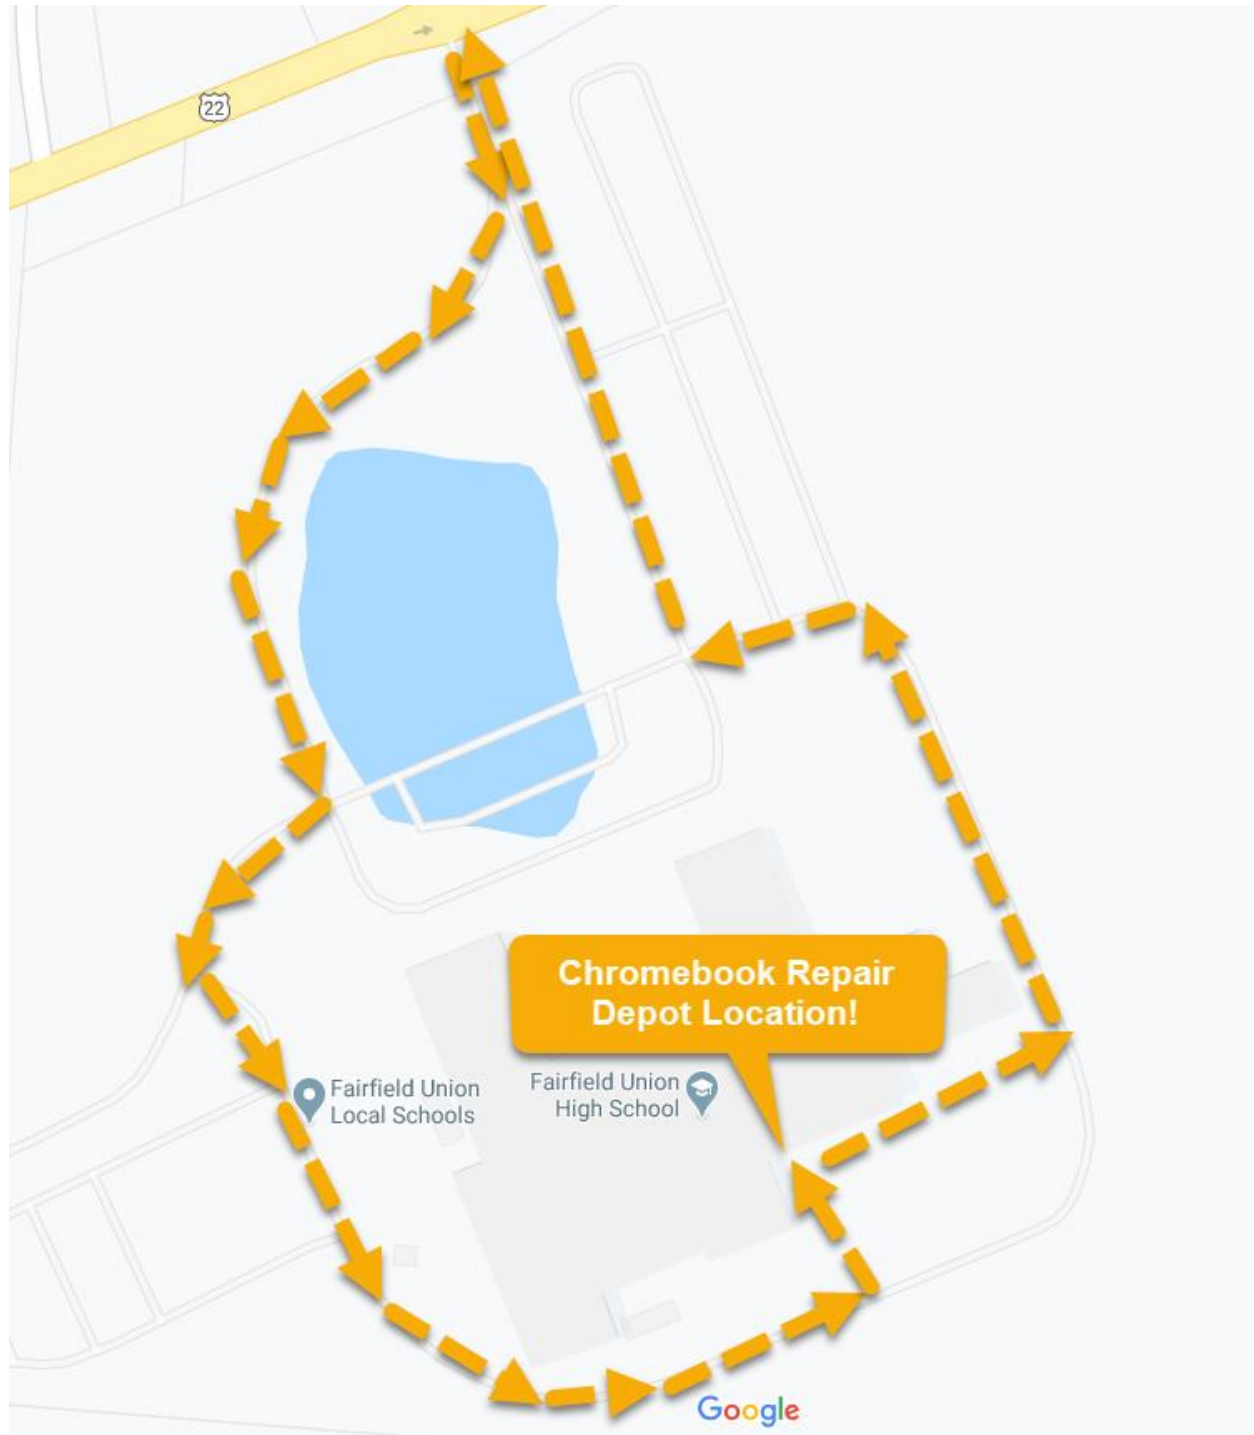 22
Chromebook Repair
Depot Location!
Fairfield Union
Local Schools
Fairfield Union
High School
Google